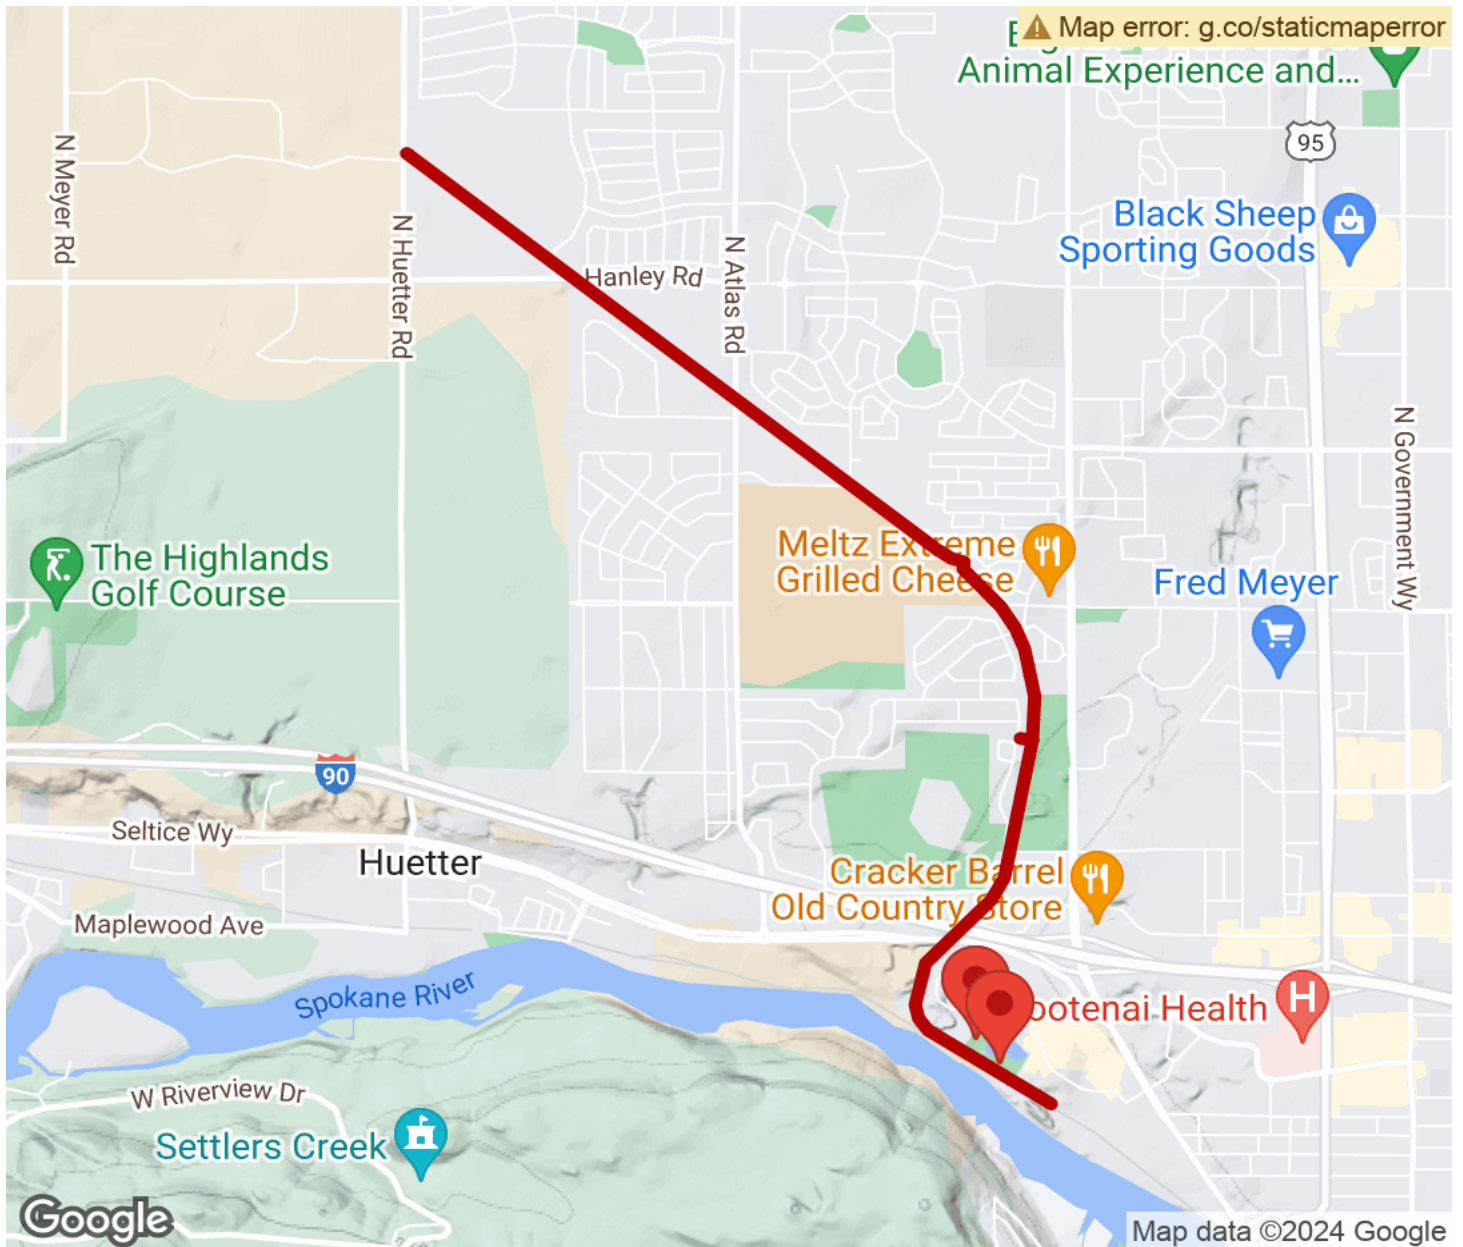 Map error: g.co/staticmaperror
Animal Experience and...
95
N Meyer Rd
N Huetter Rd
Black Sheep
Sporting Goods
Hanley Rd
N Atlas Rd
N Government Wy
Meltz Extreme
Grilled Cheese
The Highlands
Golf Course
Fred Meyer
90
Seltice Wy
Huetter
Cracker Barrel
Old Country Store
Maplewood Ave
Spokane River
ootenai Health
H
W Riverview Dr
Settlers Creek
Google
Map data ©2024 Google